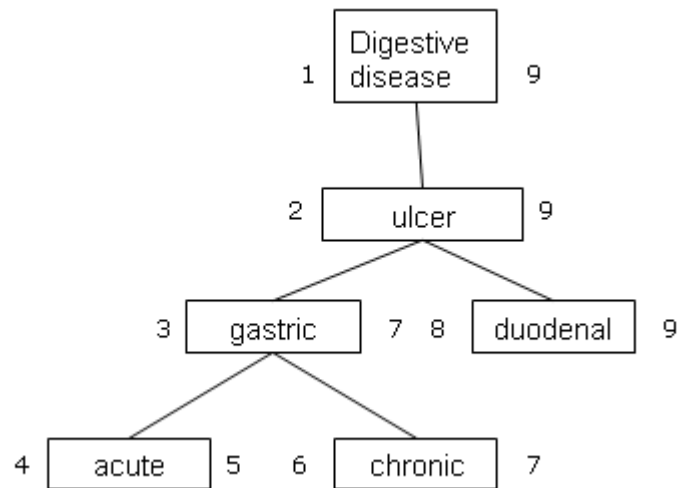 Digestive
1 disease 9
2 ulcer 9
3 gastric 7 8 duodenal 9
4 acute 5 6 chronic 7